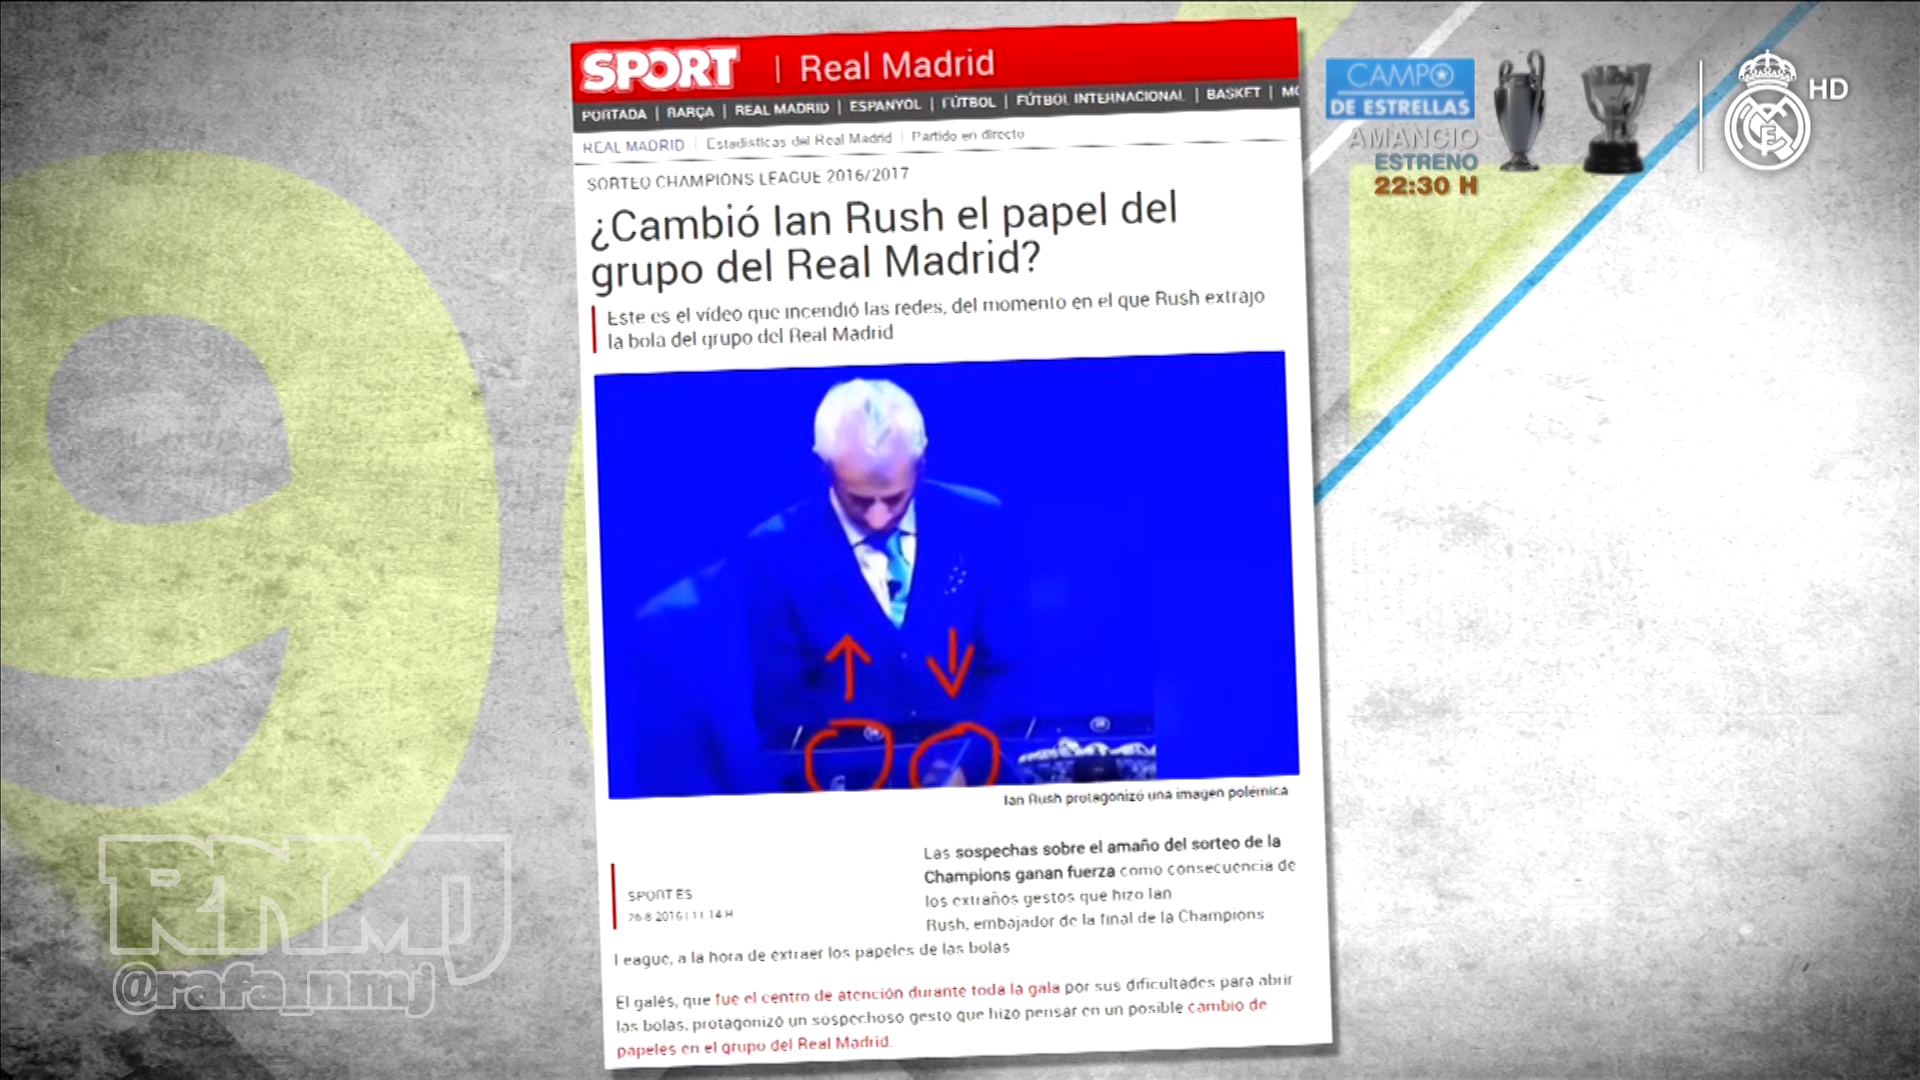 SPORT | Real Madrid
PORTADA | BARÇA | REAL MADRID | ESPANYOL | FÚTBOL | FÚTBOL INTERNACIONAL | BASKET | MO
REAL MADRID | Estadísticas del Real Madrid | Partido en directo
SORTEO CHAMPIONS LEAGUE 2016/2017
¿Cambió Ian Rush el papel del
grupo del Real Madrid?
Este es el vídeo que incendió las redes, del momento en el que Rush extrajo
la bola del grupo del Real Madrid
Ian Rush protagonizó una imagen polémica
SPORT.ES
26-8-2016 | 11:14 H
Las sospechas sobre el amaño del sorteo de la
Champions ganan fuerza como consecuencia de
los extraños gestos que hizo Ian
Rush, embajador de la final de la Champions
League, a la hora de extraer los papeles de las bolas
El galés, que fue el centro de atención durante toda la gala por sus dificultades para abrir
las bolas, protagonizó un sospechoso gesto que hizo pensar en un posible cambio de
papeles en el grupo del Real Madrid.
CAMPO
DE ESTRELLAS
AMANCIO
ESTRENO
22:30 H
HD
RNMJ
@rafa_nmj